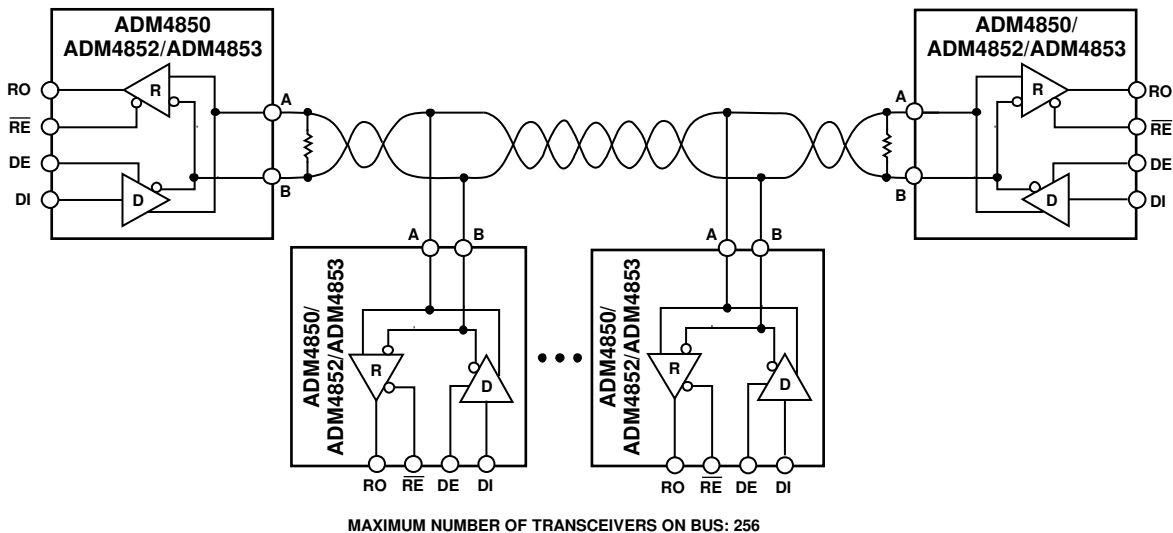 ADM4850
ADM4852/ADM4853
RO
R
RE
DE
DI
D
A
B
ADM4850/
ADM4852/ADM4853
A
B
R
D
RO
RE
DE
DI
A
B
ADM4850/
ADM4852/ADM4853
R
D
RO
RE
DE
DI
A
B
ADM4850/
ADM4852/ADM4853
R
D
RO
RE
DE
DI
MAXIMUM NUMBER OF TRANSCEIVERS ON BUS: 256